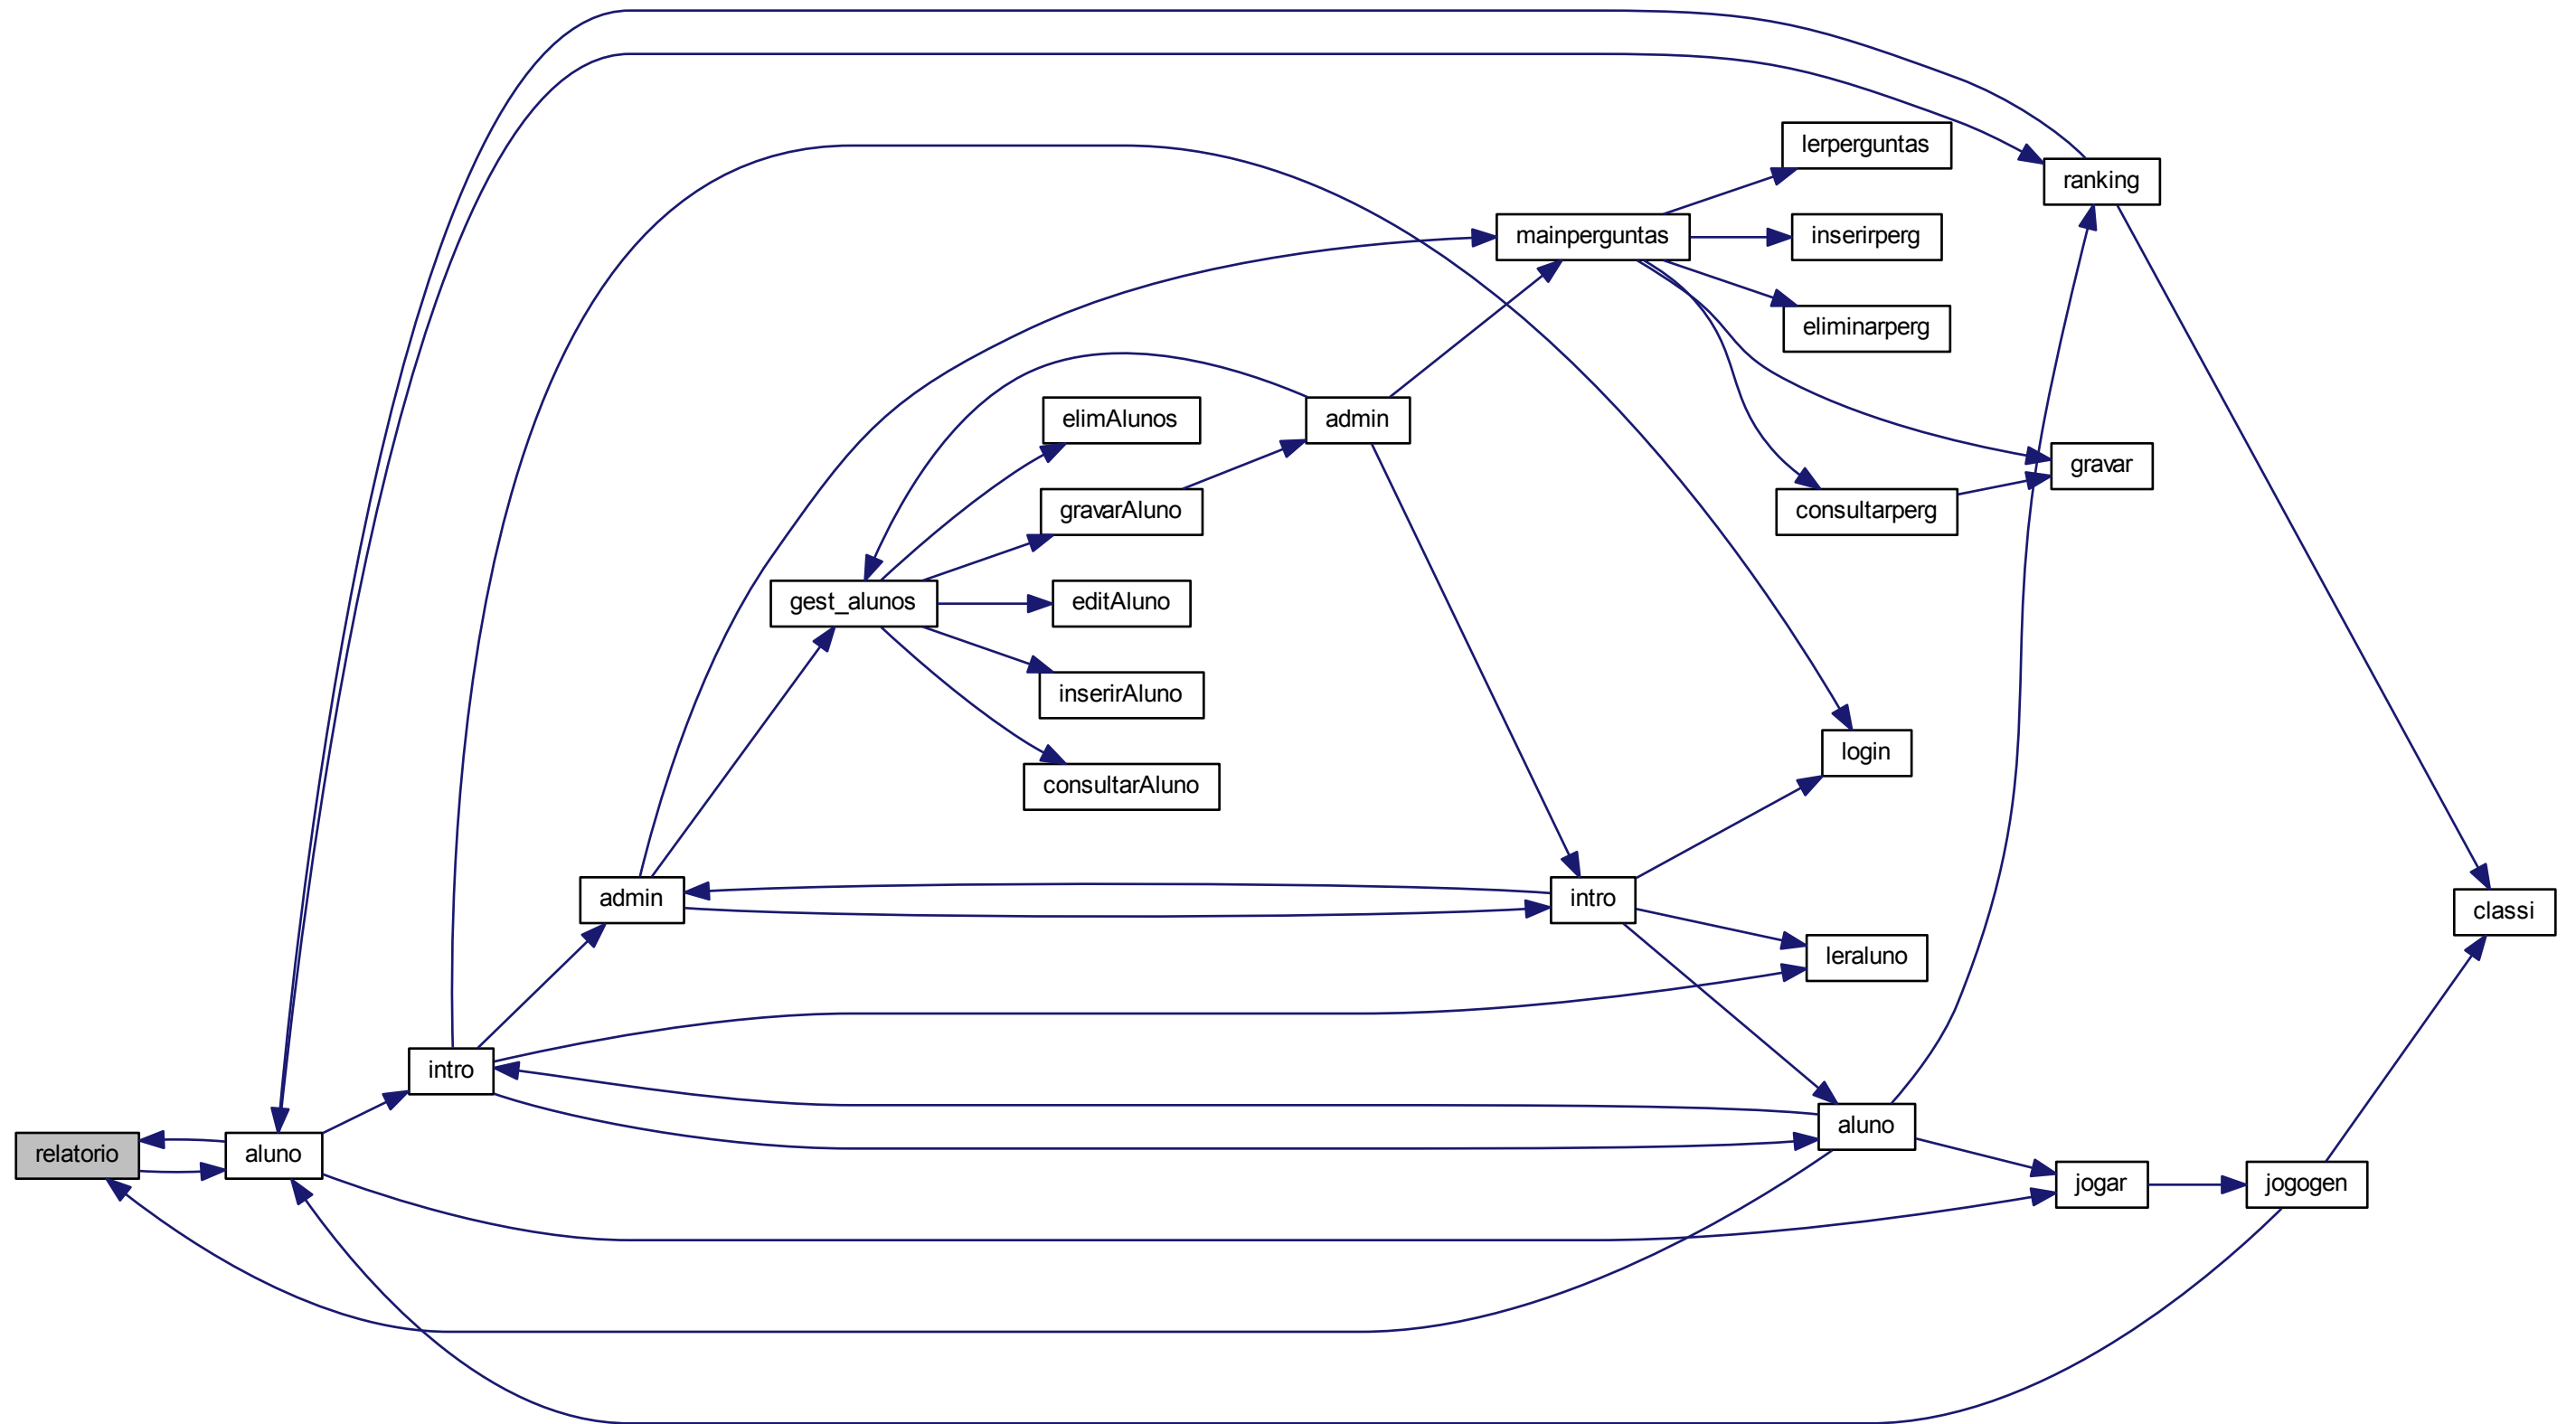 lerperguntas
ranking
mainperguntas
inserirperg
eliminarperg
elimAlunos
admin
gravar
gravarAluno
consultarperg
gest_alunos
editAluno
inserirAluno
login
consultarAluno
admin
intro
classi
leraluno
intro
aluno
relatorio
aluno
jogar
jogogen